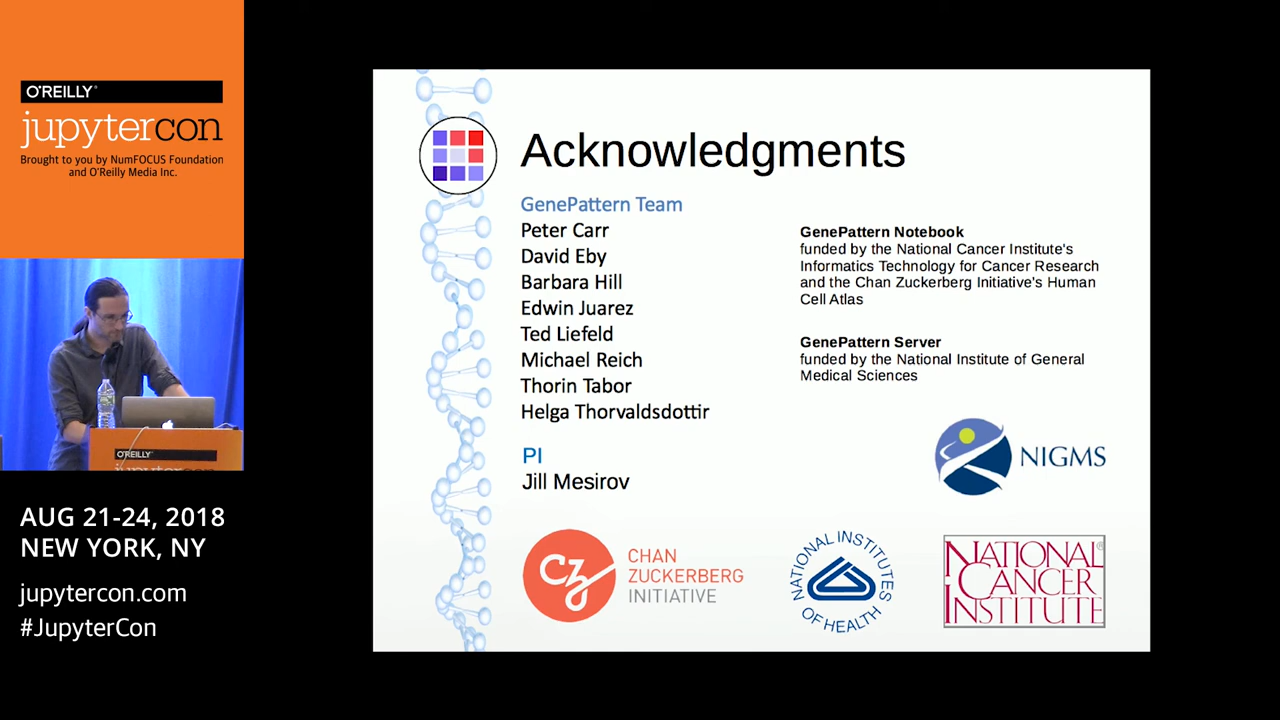 O'REILLY®
jupytercon
Brought to you by NumFOCUS Foundation
and O'Reilly Media Inc.
O'REILLY
jupytercon
AUG 21-24, 2018
NEW YORK, NY
jupytercon.com
#JupyterCon
Acknowledgments
GenePattern Team
Peter Carr
David Eby
Barbara Hill
Edwin Juarez
Ted Liefeld
Michael Reich
Thorin Tabor
Helga Thorvaldsdottir
PI
Jill Mesirov
GenePattern Notebook
funded by the National Cancer Institute's
Informatics Technology for Cancer Research
and the Chan Zuckerberg Initiative's Human
Cell Atlas
GenePattern Server
funded by the National Institute of General
Medical Sciences
NIGMS
CZ
CHAN
ZUCKERBERG
INITIATIVE
NATIONAL INSTITUTES
OF HEALTH
NATIONAL®
CANCER
INSTITUTE